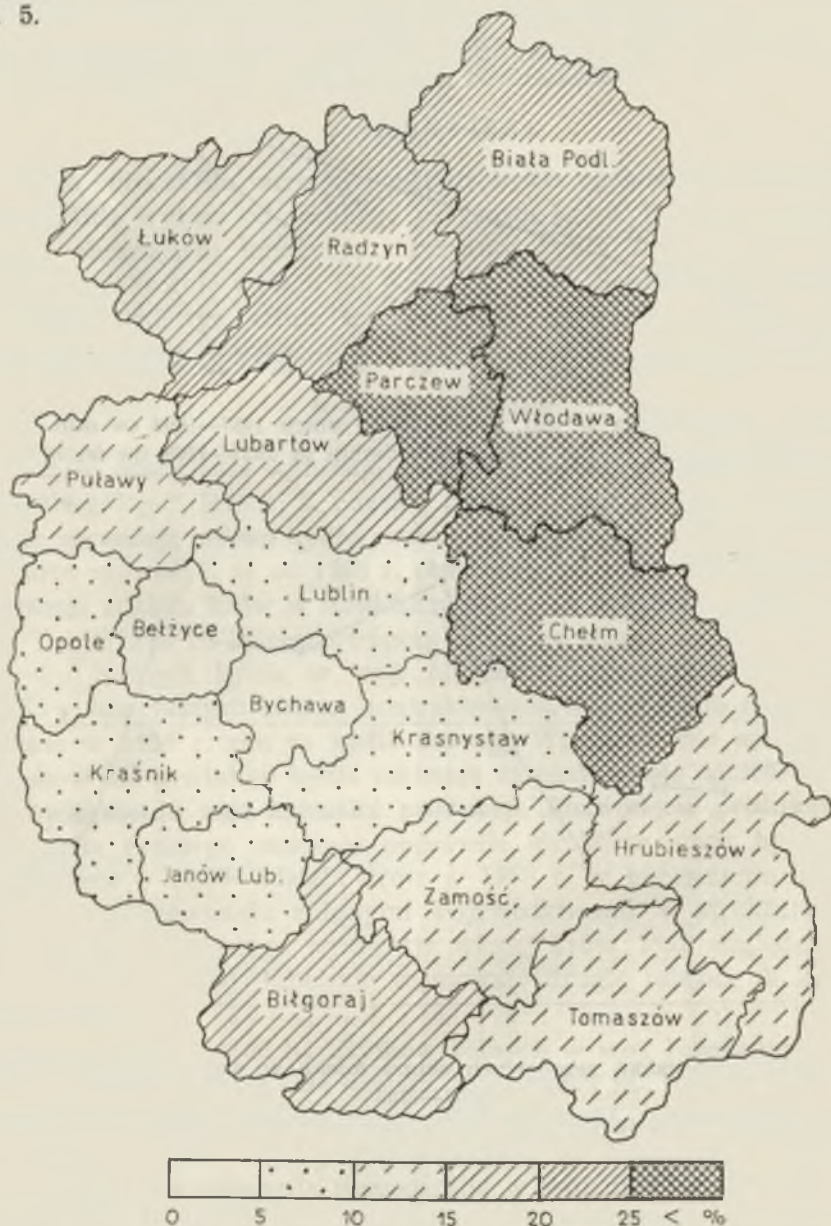 5.
Biała Podl.
Łuków
Radzyń
Parczew
Włodawa
Lubartów
Puławy
Lublin
Opole
Bełżyce
Chełm
Bychawa
Krasnystaw
Kraśnik
Hrubieszów
Janów Lub.
Zamość
Biłgoraj
Tomaszów
0 5 10 15 20 25 < %